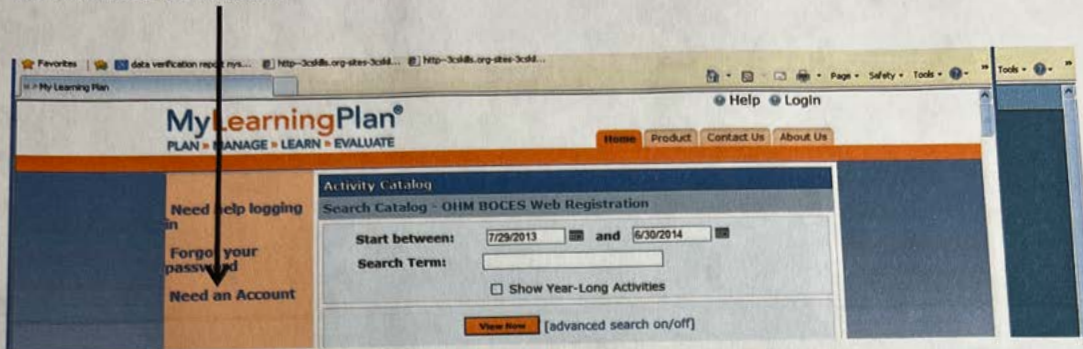 Favorites data verification report nys... http--3cskills.org-sites-3cskil... http--3cskills.org-sites-3cskil...
Page Safety Tools Tools
My Learning Plan
Help Login
MyLearningPlan®
PLAN » MANAGE » LEARN » EVALUATE
Home Product Contact Us About Us
Activity Catalog
Search Catalog - OHM BOCES Web Registration
Need help logging in
Forgot your password
Need an Account
Start between: 7/29/2013 and 6/30/2014
Search Term:
Show Year-Long Activities
View Now [advanced search on/off]